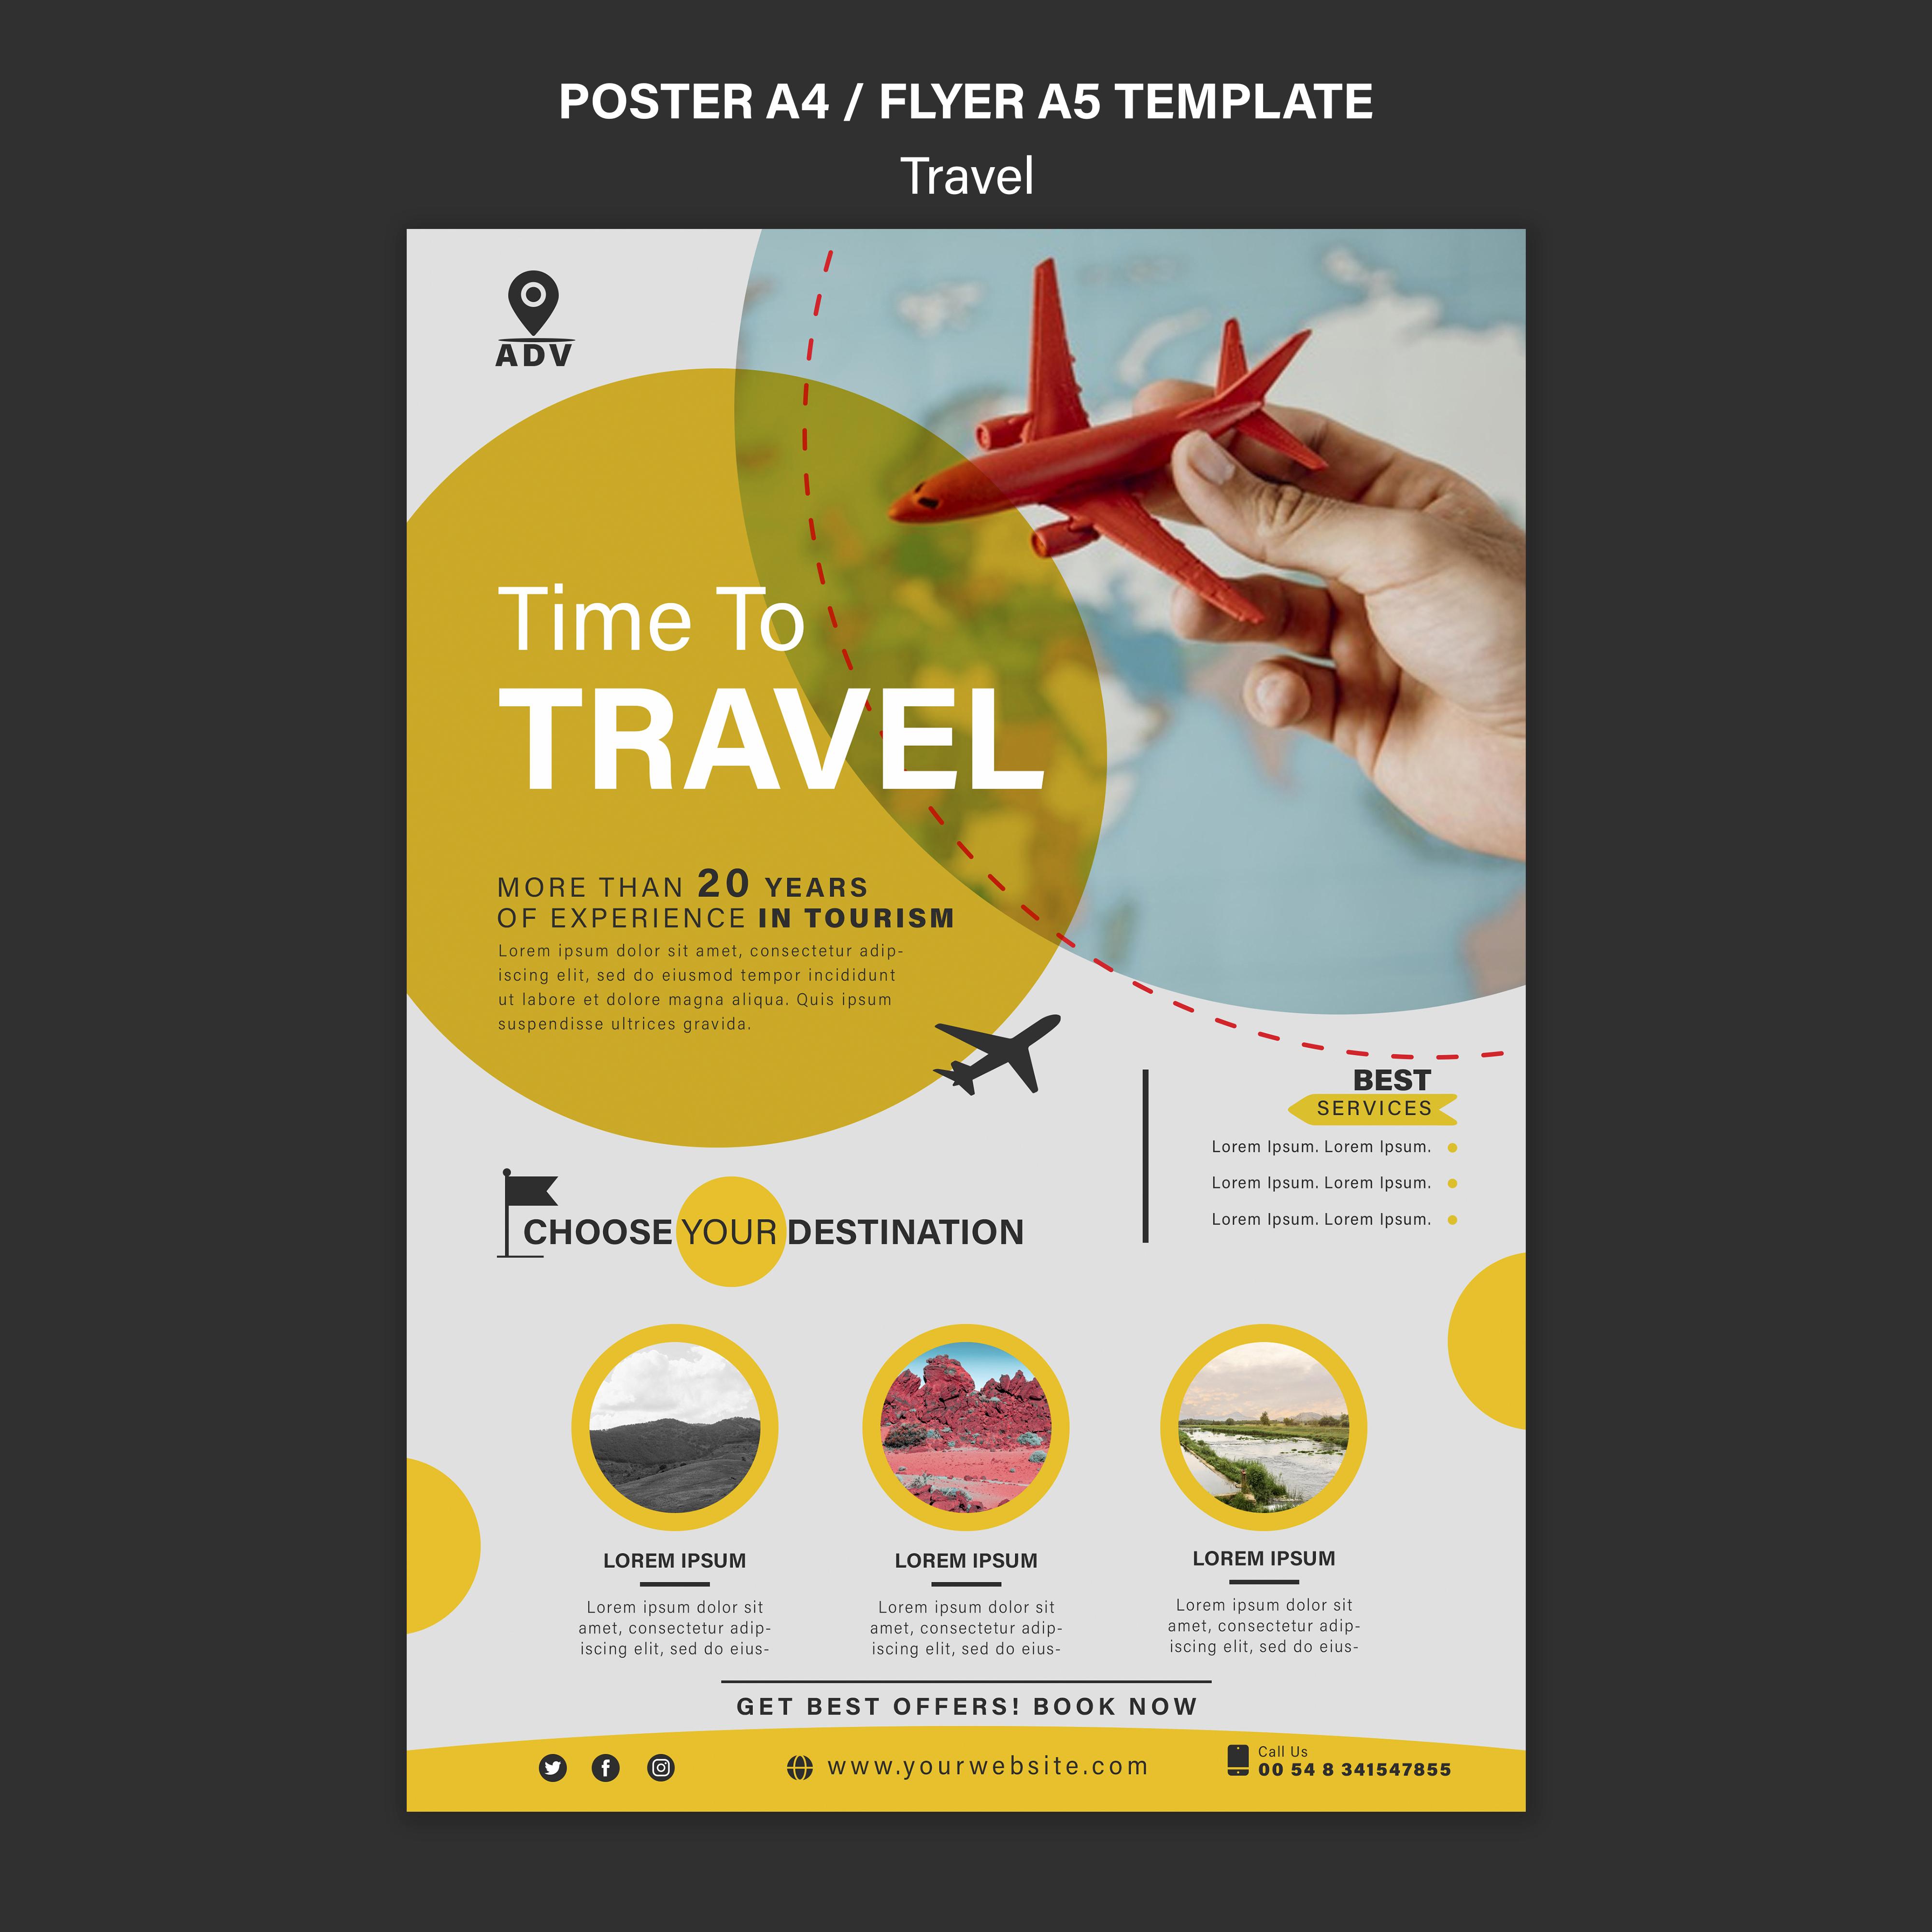 POSTER A4 / FLYER A5 TEMPLATE
Travel
ADV
Time To
TRAVEL
MORE THAN 20 YEARS
OF EXPERIENCE IN TOURISM
Lorem ipsum dolor sit amet, consectetur adip-
iscing elit, sed do eiusmod tempor incididunt
ut labore et dolore magna aliqua. Quis ipsum
suspendisse ultrices gravida.
BEST
SERVICES
Lorem Ipsum. Lorem Ipsum.
Lorem Ipsum. Lorem Ipsum.
Lorem Ipsum. Lorem Ipsum.
CHOOSE YOUR DESTINATION
LOREM IPSUM
Lorem ipsum dolor sit
amet, consectetur adip-
iscing elit, sed do eius-
LOREM IPSUM
Lorem ipsum dolor sit
amet, consectetur adip-
iscing elit, sed do eius-
LOREM IPSUM
Lorem ipsum dolor sit
amet, consectetur adip-
iscing elit, sed do eius-
GET BEST OFFERS! BOOK NOW
www.yourwebsite.com
Call Us
00 54 8 341547855